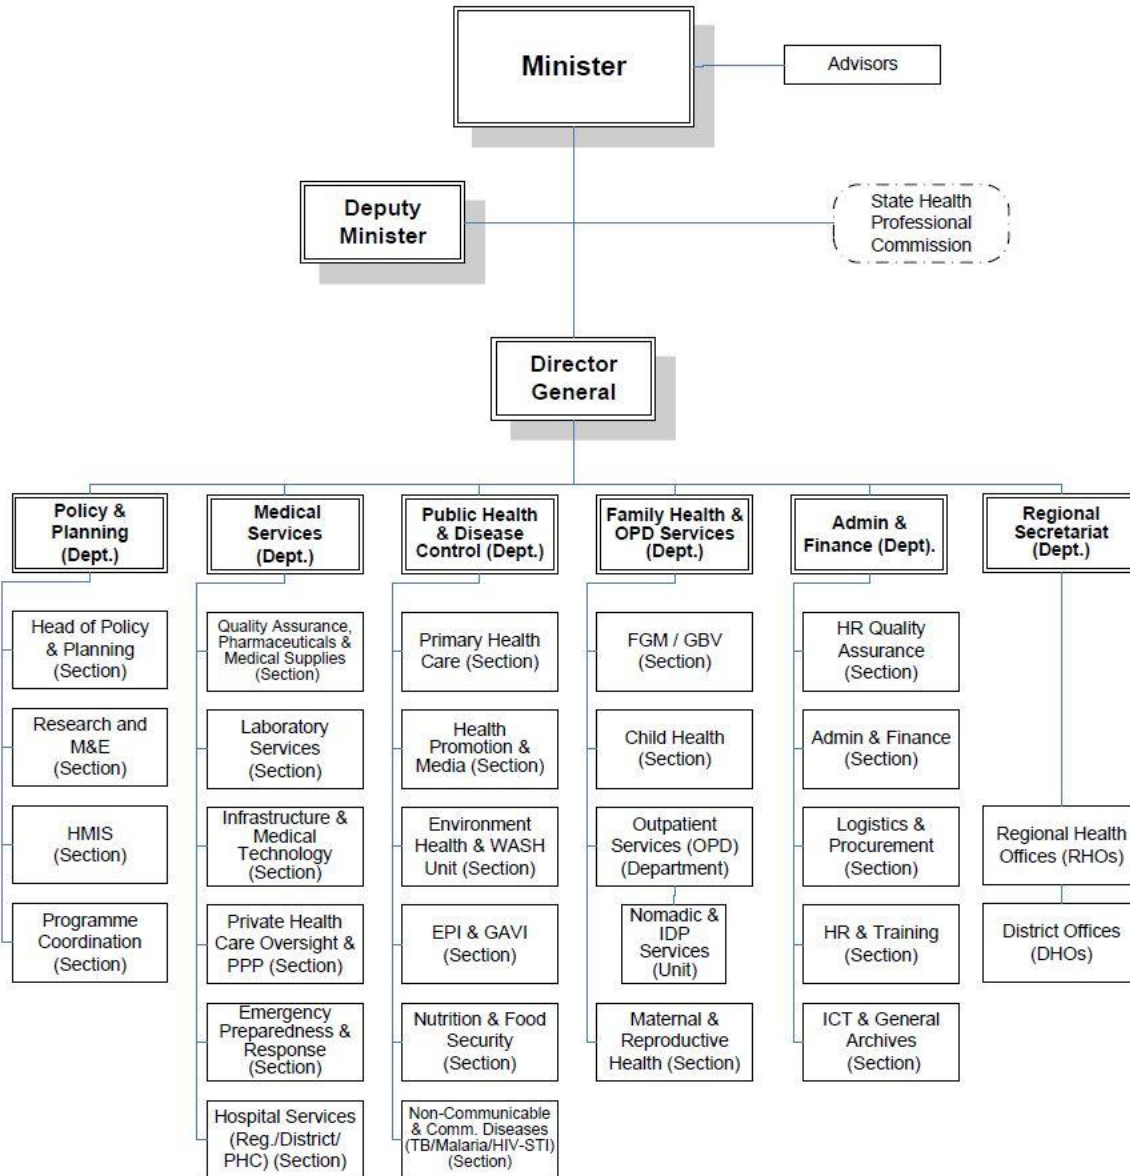 Minister
Advisors
Deputy
Minister
State Health
Professional
Commission
Director
General
Policy &
Planning
(Dept.)
Medical
Services
(Dept.)
Public Health
& Disease
Control (Dept.)
Family Health &
OPD Services
(Dept.)
Admin &
Finance (Dept).
Regional
Secretariat
(Dept.)
Head of Policy
& Planning
(Section)
Research and
M&E
(Section)
HMIS
(Section)
Programme
Coordination
(Section)
Quality Assurance,
Pharmaceuticals &
Medical Supplies
(Section)
Laboratory
Services
(Section)
Infrastructure &
Medical
Technology
(Section)
Private Health
Care Oversight &
PPP (Section)
Emergency
Preparedness &
Response
(Section)
Hospital Services
(Reg./District/
PHC) (Section)
Primary Health
Care (Section)
Health
Promotion &
Media (Section)
Environment
Health & WASH
Unit (Section)
EPI & GAVI
(Section)
Nutrition & Food
Security
(Section)
Non-Communicable
& Comm. Diseases
(TB/Malaria/HIV-STI)
(Section)
FGM / GBV
(Section)
Child Health
(Section)
Outpatient
Services (OPD)
(Department)
Nomadic &
IDP
Services
(Unit)
Maternal &
Reproductive
Health (Section)
HR Quality
Assurance
(Section)
Admin & Finance
(Section)
Logistics &
Procurement
(Section)
HR & Training
(Section)
ICT & General
Archives
(Section)
Regional Health
Offices (RHOs)
District Offices
(DHOs)